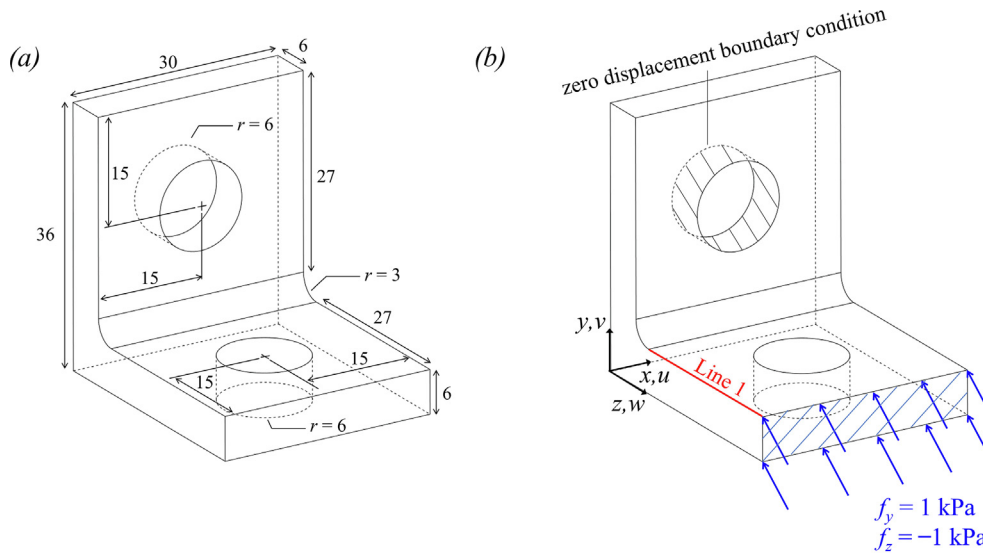 (a)
30
6
r = 6
15
27
36
15
r = 3
27
15
15
6
r = 6
(b)
zero displacement boundary condition
y,v
x,u
z,w
Line 1
f_y = 1 kPa
f_z = −1 kPa